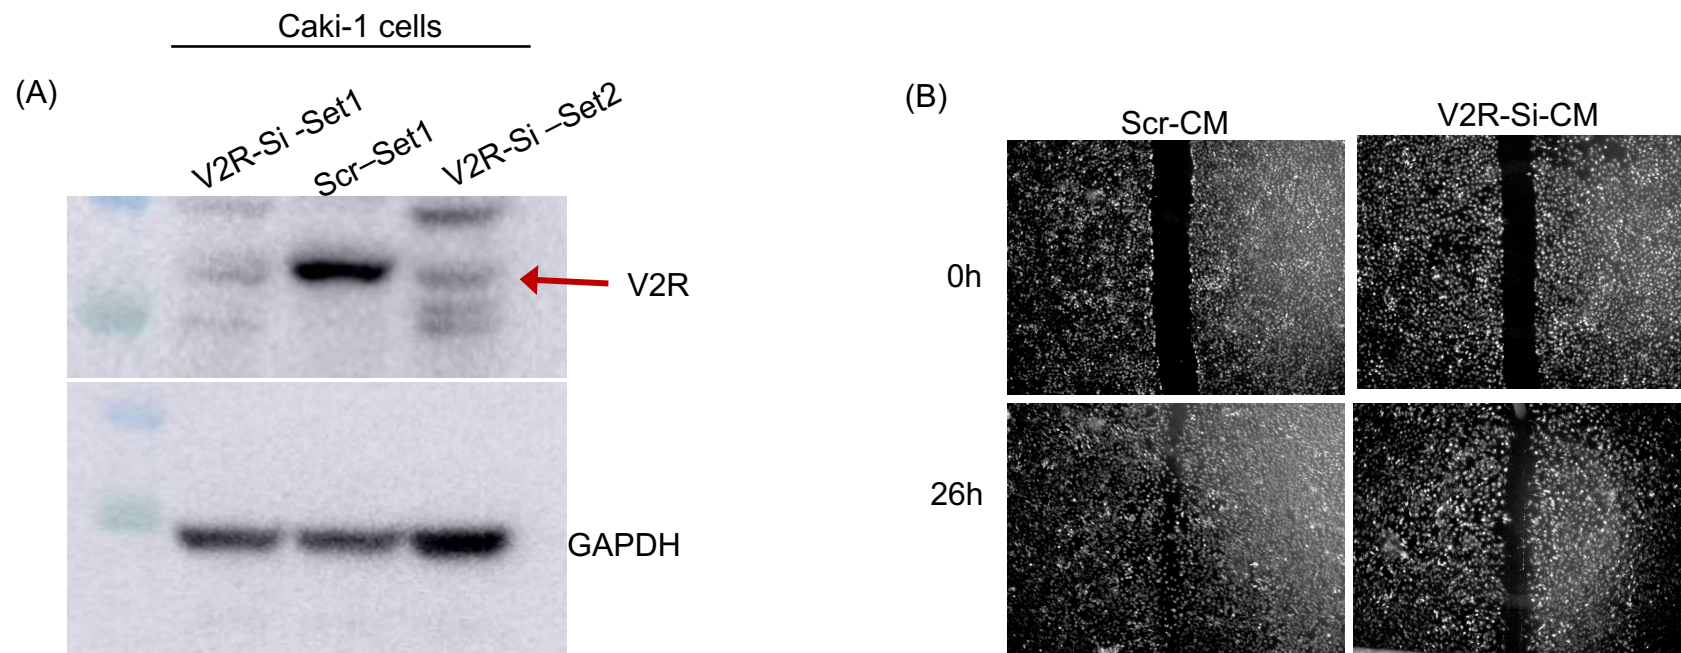 Caki-1 cells
(A)
V2R-Si -Set1
Scr–Set1
V2R-Si –Set2
V2R
GAPDH
(B)
Scr-CM
V2R-Si-CM
0h
26h